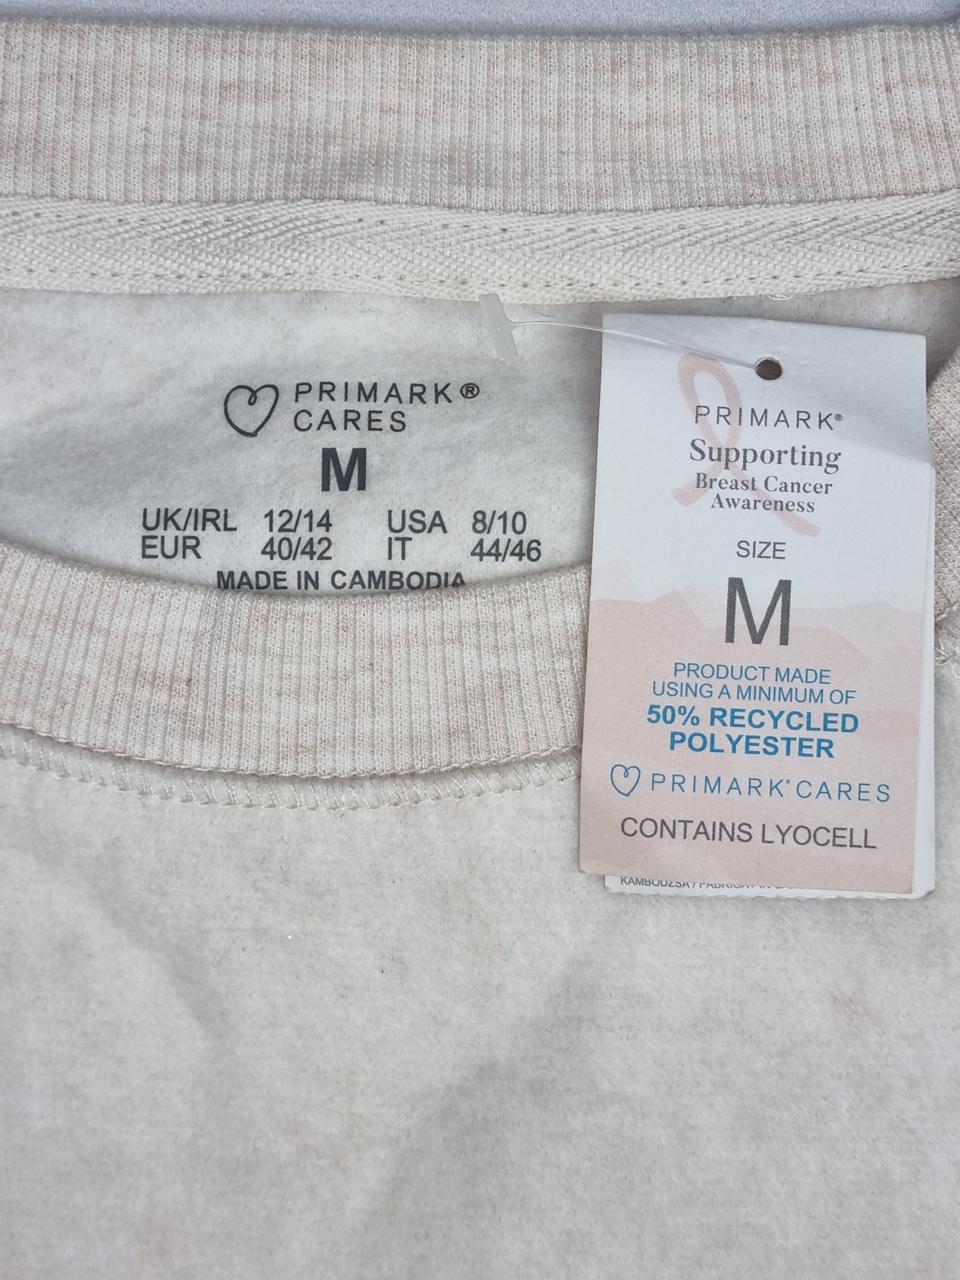 PRIMARK®
CARES
M
UK/IRL 12/14 USA 8/10
EUR 40/42 IT 44/46
MADE IN CAMBODIA
PRIMARK®
Supporting
Breast Cancer
Awareness
SIZE
M
PRODUCT MADE
USING A MINIMUM OF
50% RECYCLED
POLYESTER
PRIMARK® CARES
CONTAINS LYOCELL
KAMBODZSA /